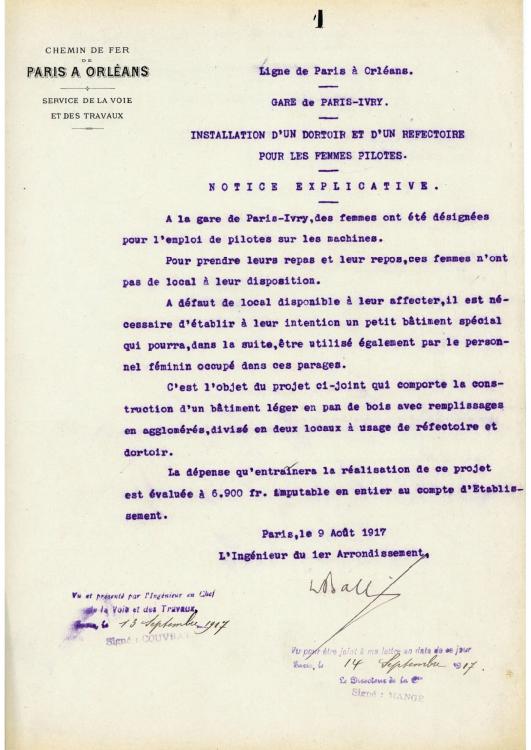 1
CHEMIN DE FER
DE
PARIS A ORLÉANS
SERVICE DE LA VOIE
ET DES TRAVAUX
Ligne de Paris à Orléans.
GARE de PARIS-IVRY.
INSTALLATION D'UN DORTOIR ET D'UN REFECTOIRE
POUR LES FEMMES PILOTES.
NOTICE EXPLICATIVE.
A la gare de Paris-Ivry,des femmes ont été désignées
pour l'emploi de pilotes sur les machines.
Pour prendre leurs repas et leur repos,ces femmes n'ont
pas de local à leur disposition.
A défaut de local disponible à leur affecter,il est né-
cessaire d'établir à leur intention un petit bâtiment spécial
qui pourra,dans la suite,être utilisé également par le person-
nel féminin occupé dans ces parages.
C'est l'objet du projet ci-joint qui comporte la cons-
truction d'un bâtiment léger en pan de bois avec remplissages
en agglomérés,divisé en deux locaux à usage de réfectoire et
dortoir.
La dépense qu'entraînera la réalisation de ce projet
est évaluée à 6.900 fr. imputable en entier au compte d'Etablis-
sement.
Paris,le 9 Août 1917
L'Ingénieur du 1er Arrondissement,
Vu et présenté par l'Ingénieur en Chef
de la Voie et des Travaux,
le 13 Septembre 1917
Signé :
Vu pour être joint à ma lettre en date de ce jour
le 14 Septembre 1917.
Le Directeur de la Cie
Signé : MANGE